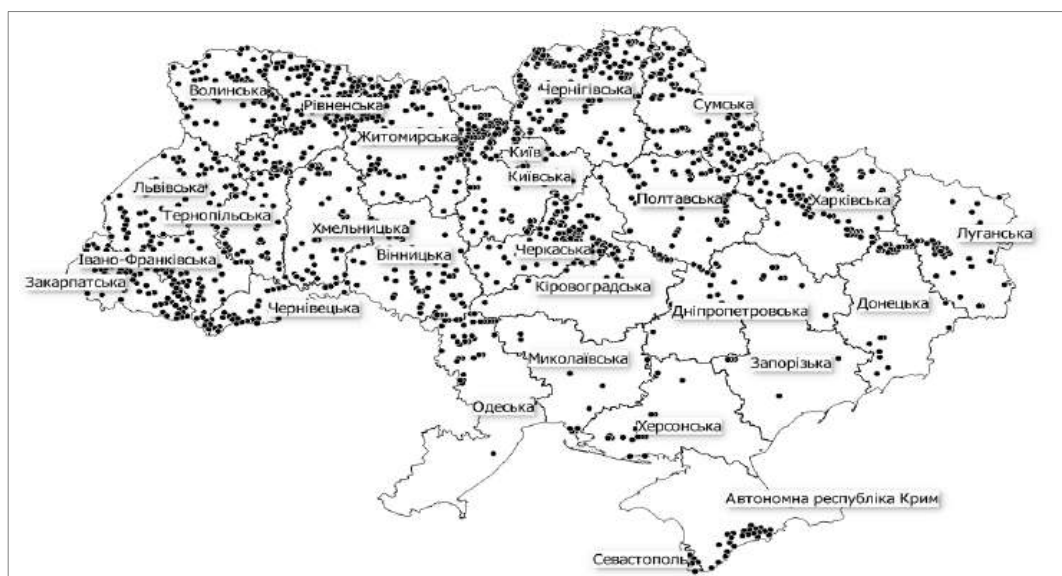 Волинська
Рівненська
Чернігівська
Сумська
Житомирська
Київ
Київська
Львівська
Тернопільська
Хмельницька
Полтавська
Харківська
Луганська
Вінницька
Черкаська
Івано-Франківська
Закарпатська
Кіровоградська
Чернівецька
Дніпропетровська
Донецька
Миколаївська
Запорізька
Одеська
Херсонська
Автономна республіка Крим
Севастополь